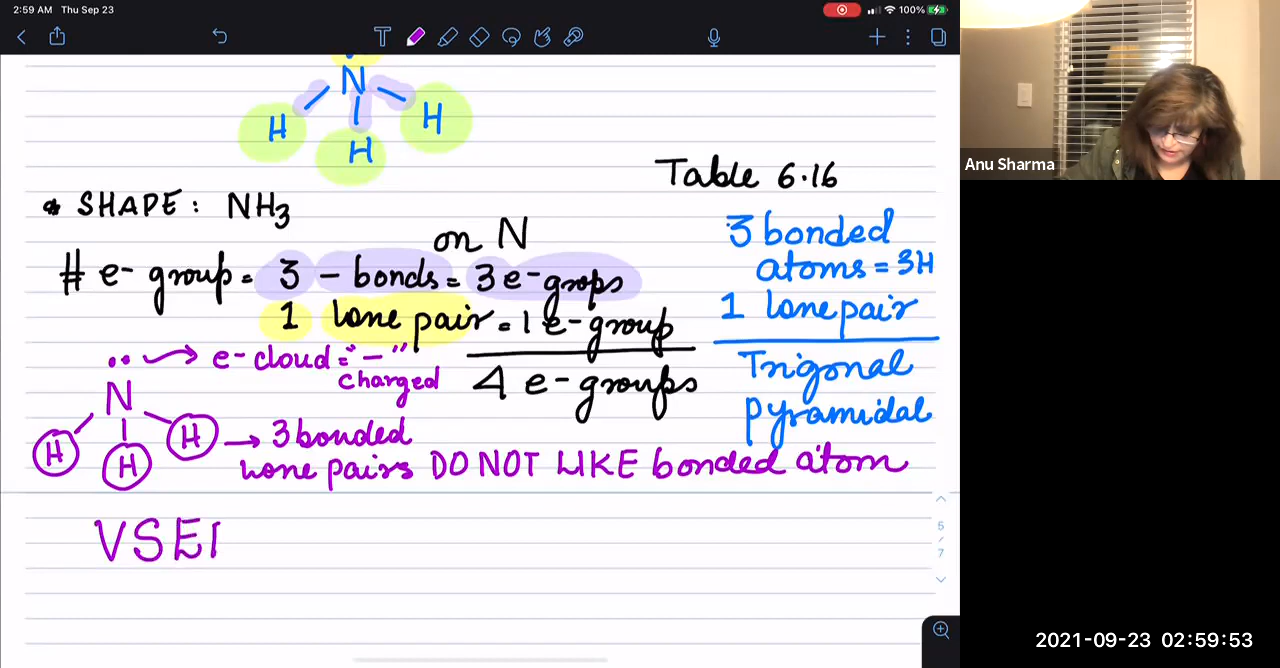 2:59 AM Thu Sep 23
100%
N
H
H
H
Anu Sharma
Table 6.16
* SHAPE: NH3
on N
3 bonded
atoms = 3H
1 lone pair
# e- group = 3 - bonds = 3 e- grops
1 lone pair = 1 e- group
4 e- groups
Trigonal
pyramidal
N → e- cloud = "-"
charged
H
H
H → 3 bonded
Lone pairs DO NOT LIKE bonded atom
VSEI
5
/
7
2021-09-23 02:59:53